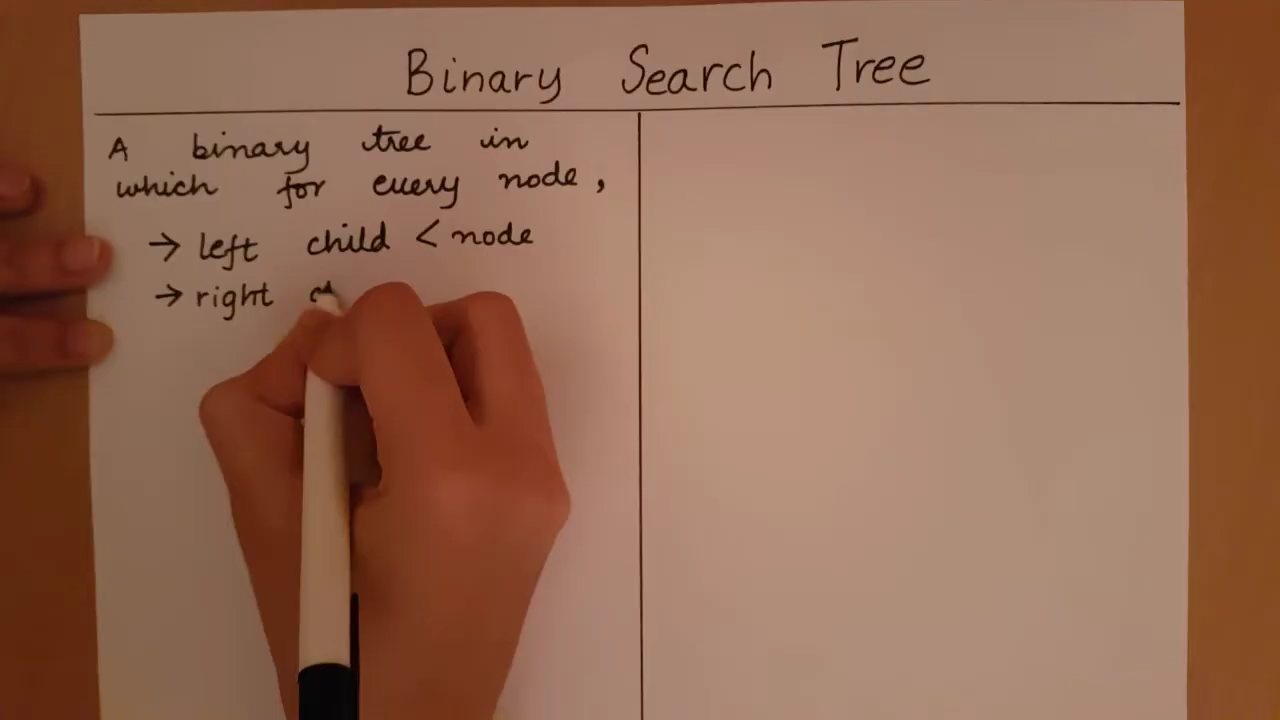 Binary Search Tree
A binary tree in
which for every node,
→ left child < node
→ right